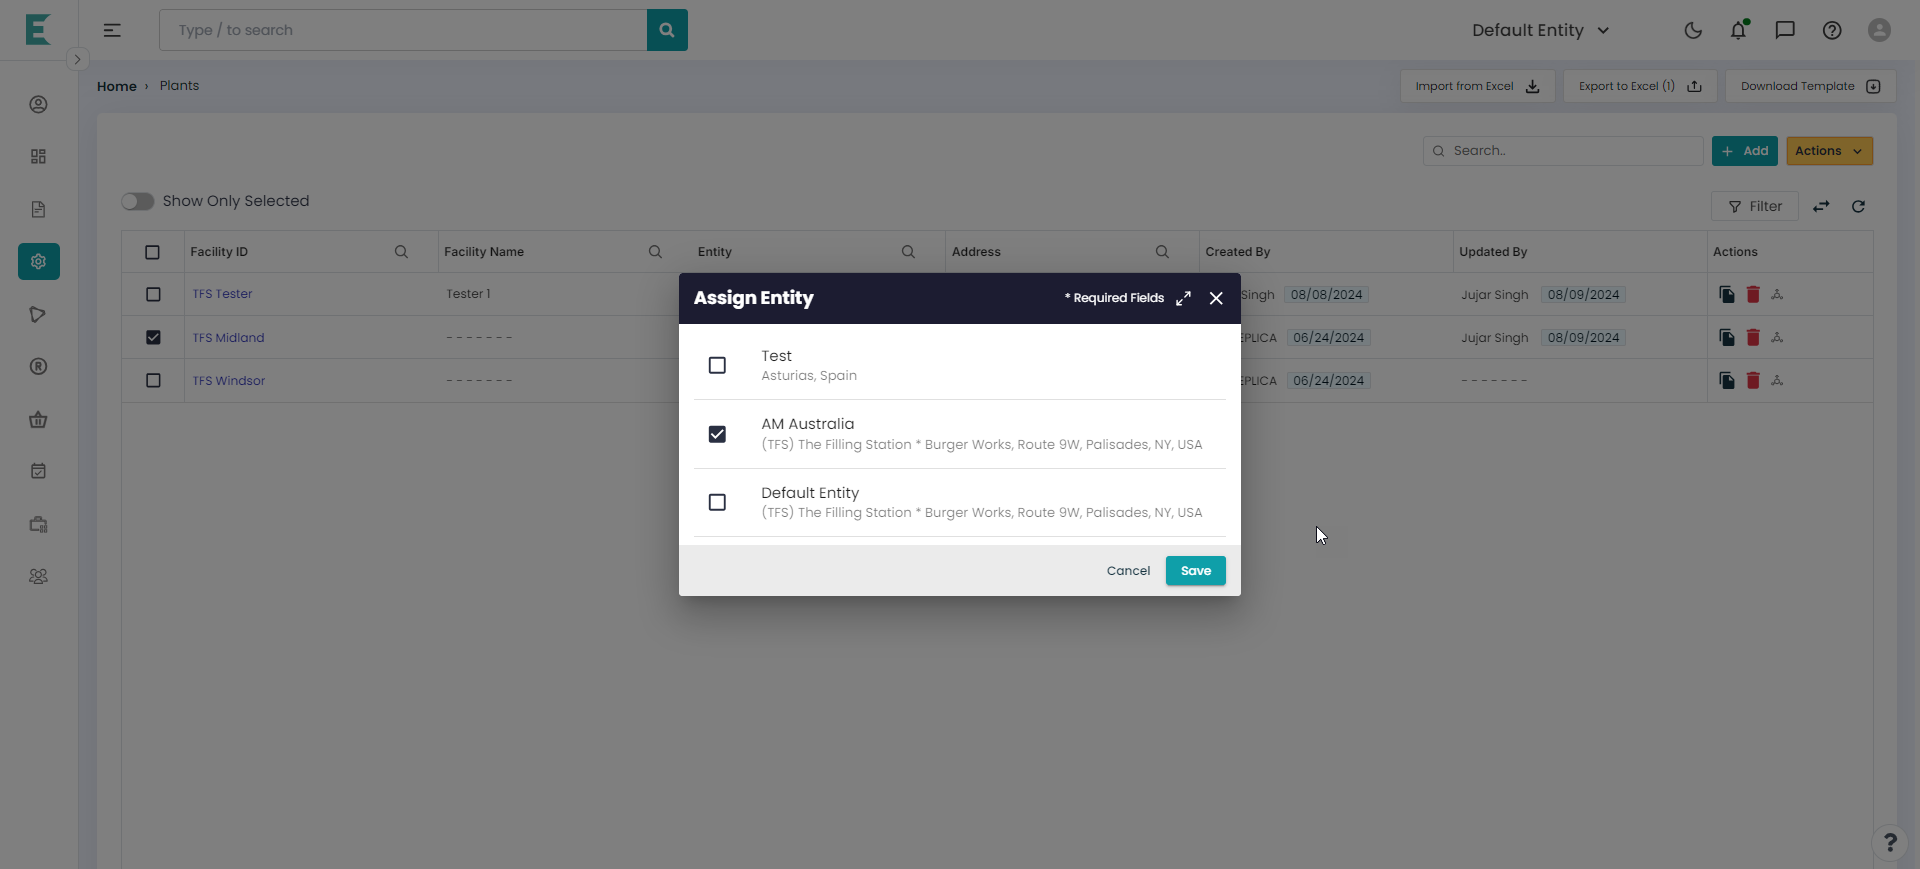 Type / to search
Default Entity
Home › Plants
Import from Excel
Export to Excel (1)
Download Template
Search..
+ Add
Actions
Show Only Selected
Filter
Facility ID Facility Name Entity Address Created By Updated By Actions
TFS Tester Tester 1 Singh 08/08/2024 Jujar Singh 08/09/2024
TFS Midland - - - - - - - EPLICA 06/24/2024 Jujar Singh 08/09/2024
TFS Windsor - - - - - - - EPLICA 06/24/2024 - - - - - - -
Assign Entity
* Required Fields
Test
Asturias, Spain
AM Australia
(TFS) The Filling Station * Burger Works, Route 9W, Palisades, NY, USA
Default Entity
(TFS) The Filling Station * Burger Works, Route 9W, Palisades, NY, USA
Cancel
Save
?